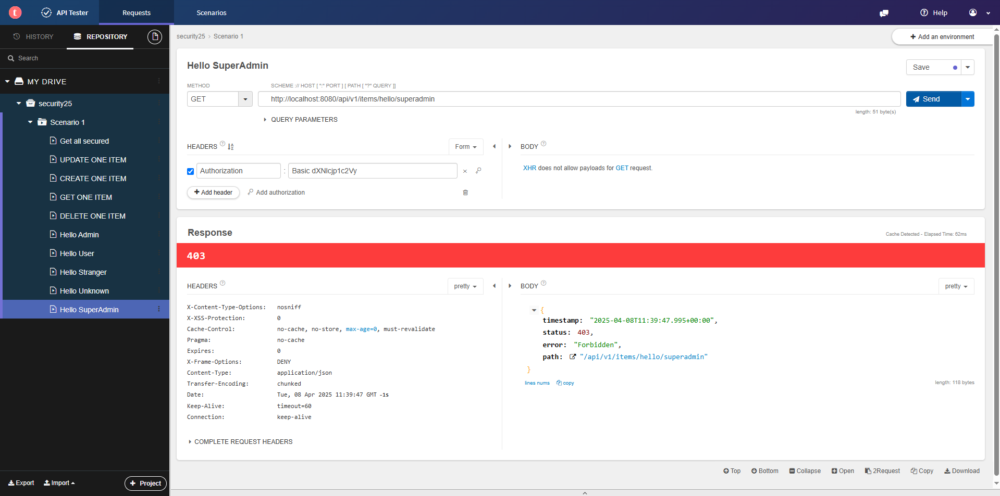 t API Tester Requests Scenarios Help
HISTORY REPOSITORY
Search
MY DRIVE
security25
Scenario 1
Get all secured
UPDATE ONE ITEM
CREATE ONE ITEM
GET ONE ITEM
DELETE ONE ITEM
Hello Admin
Hello User
Hello Stranger
Hello Unknown
Hello SuperAdmin
Export Import + Project
security25 › Scenario 1
+ Add an environment
Hello SuperAdmin
Save
METHOD SCHEME :// HOST [ ":" PORT ] [ PATH [ "?" QUERY ]]
GET http://localhost:8080/api/v1/items/hello/superadmin Send
length: 51 byte(s)
QUERY PARAMETERS
HEADERS ? Form
Authorization : Basic dXNlcjp1c2Vy ×
+ Add header Add authorization
BODY ?
XHR does not allow payloads for GET request.
Response
Cache Detected - Elapsed Time: 62ms
403
HEADERS ? pretty
X-Content-Type-Options: nosniff
X-XSS-Protection: 0
Cache-Control: no-cache, no-store, max-age=0, must-revalidate
Pragma: no-cache
Expires: 0
X-Frame-Options: DENY
Content-Type: application/json
Transfer-Encoding: chunked
Date: Tue, 08 Apr 2025 11:39:47 GMT -1s
Keep-Alive: timeout=60
Connection: keep-alive
COMPLETE REQUEST HEADERS
BODY ? pretty
{
timestamp: "2025-04-08T11:39:47.995+00:00",
status: 403,
error: "Forbidden",
path: "/api/v1/items/hello/superadmin"
}
lines nums copy
length: 118 bytes
Top Bottom Collapse Open 2Request Copy Download